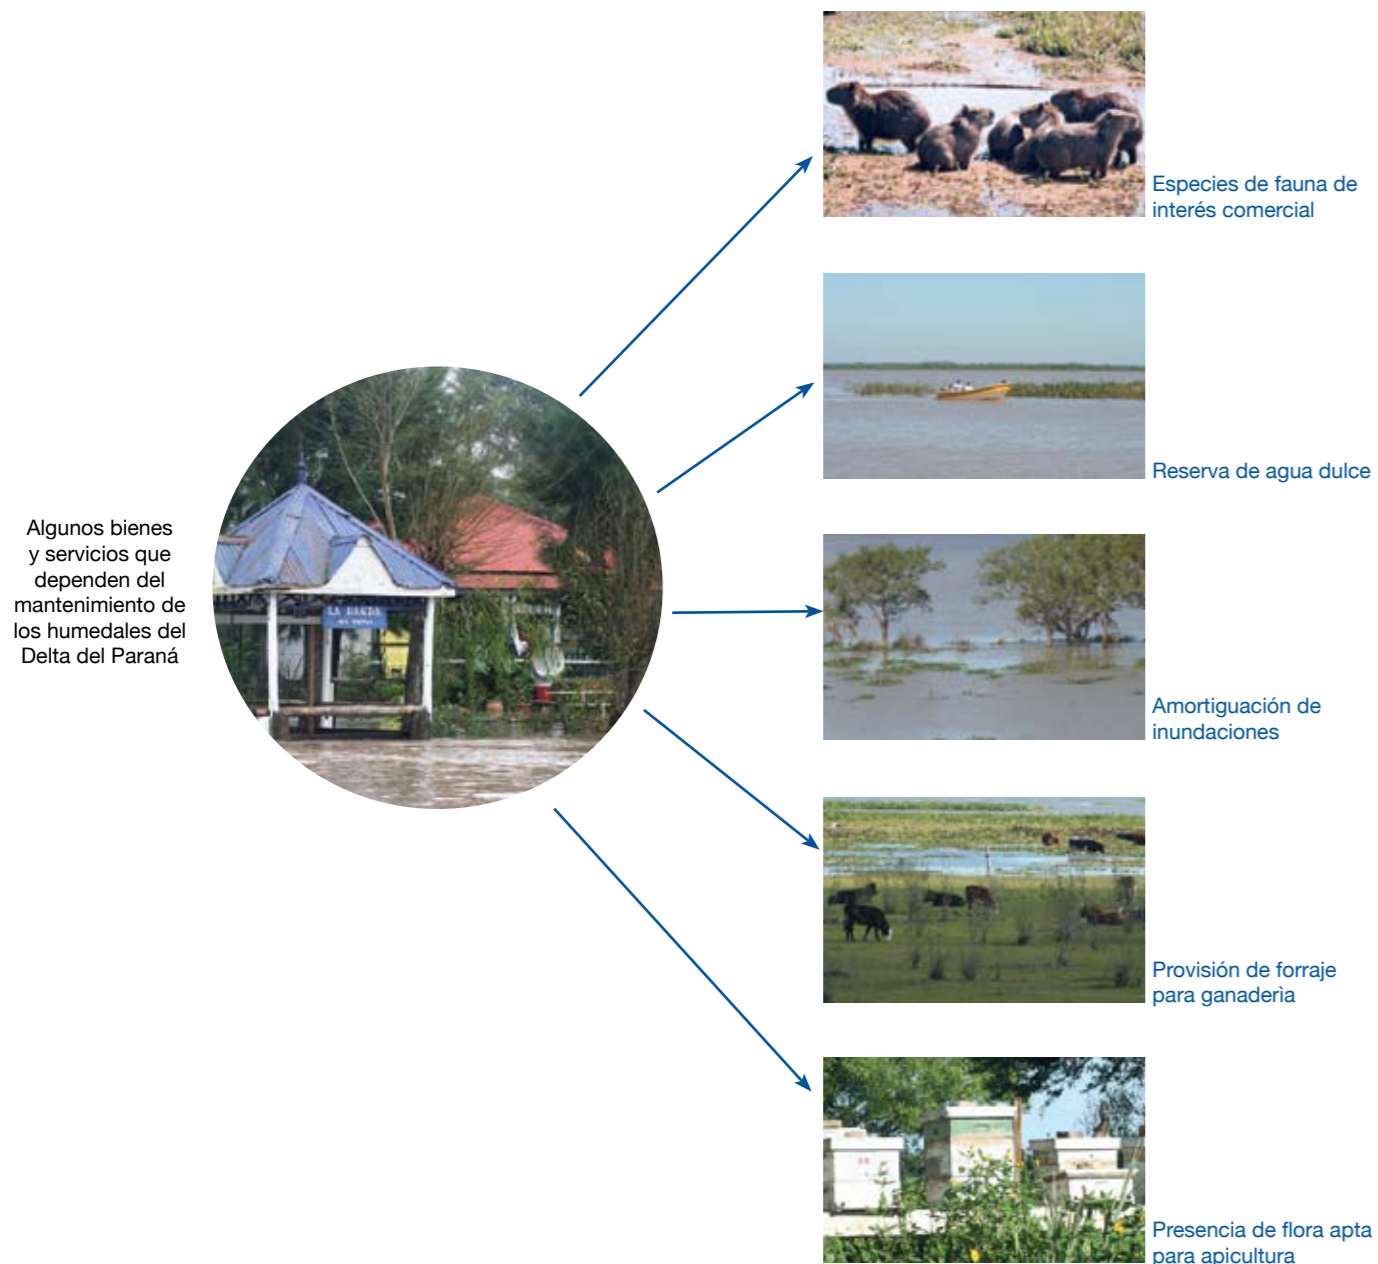 Algunos bienes
y servicios que
dependen del
mantenimiento de
los humedales del
Delta del Paraná
LA BANDA
Especies de fauna de
interés comercial
Reserva de agua dulce
Amortiguación de
inundaciones
Provisión de forraje
para ganaderìa
Presencia de flora apta
para apicultura